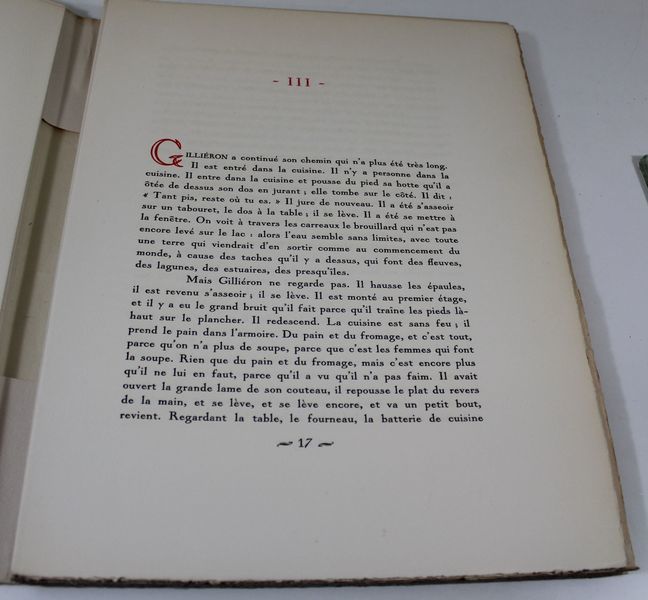 - III -
GILLIÉRON a continué son chemin qui n'a plus été très long.
Il est entré dans la cuisine. Il n'y a personne dans la
cuisine. Il entre dans la cuisine et pousse du pied sa hotte qu'il a
ôtée de dessus son dos en jurant ; elle tombe sur le côté. Il dit :
« Tant pis, reste où tu es. » Il jure de nouveau. Il a été s'asseoir
sur un tabouret, le dos à la table ; il se lève. Il a été se mettre à
la fenêtre. On voit à travers les carreaux le brouillard qui n'est pas
encore levé sur le lac : alors l'eau semble sans limites, avec toute
une terre qui viendrait d'en sortir comme au commencement du
monde, à cause des taches qu'il y a dessus, qui font des fleuves,
des lagunes, des estuaires, des presqu'îles.
Mais Gilliéron ne regarde pas. Il hausse les épaules,
il est revenu s'asseoir ; il se lève. Il est monté au premier étage,
et il y a eu le grand bruit qu'il fait parce qu'il traîne les pieds là-
haut sur le plancher. Il redescend. La cuisine est sans feu ; il
prend le pain dans l'armoire. Du pain et du fromage, et c'est tout,
parce qu'on n'a plus de soupe, parce que c'est les femmes qui font
la soupe. Rien que du pain et du fromage, mais c'est encore plus
qu'il ne lui en faut, parce qu'il a vu qu'il n'a pas faim. Il avait
ouvert la grande lame de son couteau, il repousse le plat du revers
de la main, et se lève, et se lève encore, et va un petit bout,
revient. Regardant la table, le fourneau, la batterie de cuisine
~ 17 ~